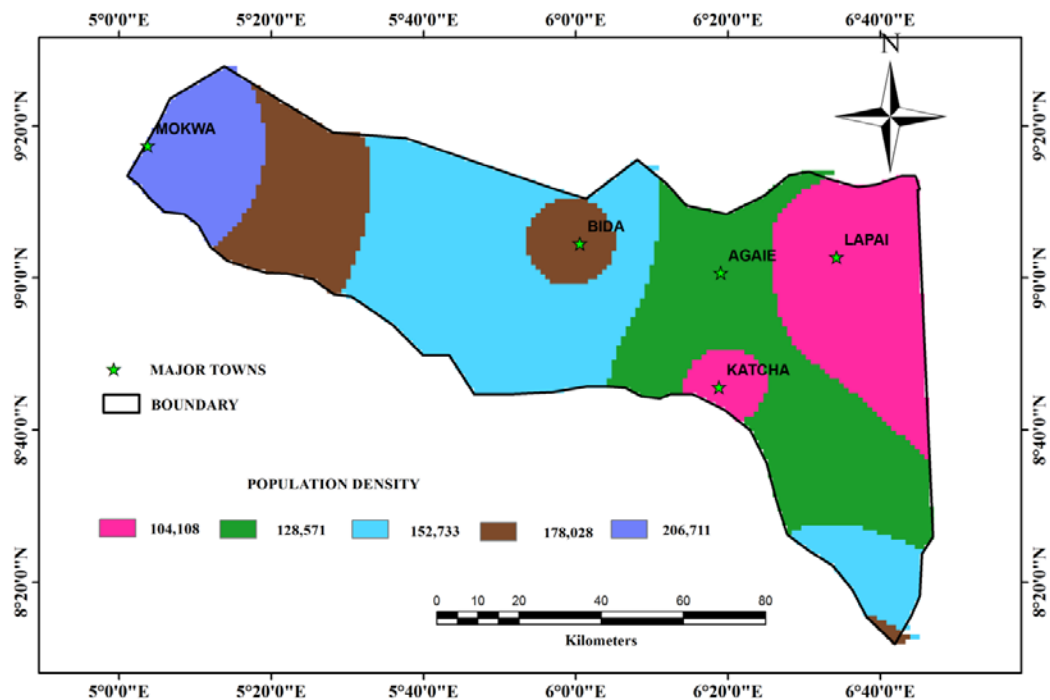 5°0'0"E 5°20'0"E 5°40'0"E 6°0'0"E 6°20'0"E 6°40'0"E
N
9°20'0"N 9°20'0"N
MOKWA
BIDA
LAPAI
AGAIE
9°0'0"N 9°0'0"N
KATCHA
MAJOR TOWNS
BOUNDARY
8°40'0"N 8°40'0"N
POPULATION DENSITY
104,108 128,571 152,733 178,028 206,711
8°20'0"N 8°20'0"N
0 10 20 40 60 80
Kilometers
5°0'0"E 5°20'0"E 5°40'0"E 6°0'0"E 6°20'0"E 6°40'0"E